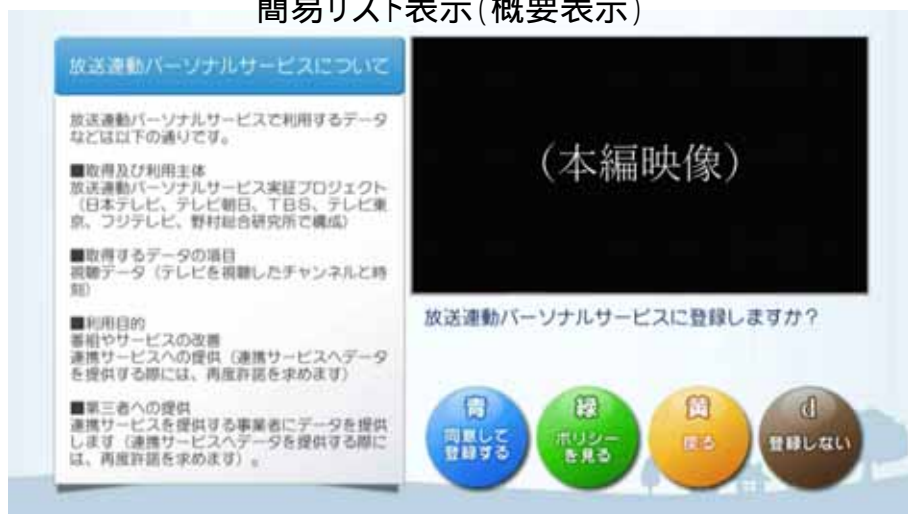 簡易リスト表示(概要表示)
放送連動パーソナルサービスについて
放送連動パーソナルサービスで利用するデータ
などは以下の通りです。
■取得及び利用主体
放送連動パーソナルサービス実証プロジェクト
（日本テレビ、テレビ朝日、ＴＢＳ、テレビ東
京、フジテレビ、野村総合研究所で構成）
■取得するデータの項目
視聴データ（テレビを視聴したチャンネルと時
刻）
■利用目的
番組やサービスの改善
連携サービスへの提供（連携サービスへデータ
を提供する際には、再度許諾を求めます）
■第三者への提供
連携サービスを提供する事業者にデータを提供
します（連携サービスへデータを提供する際に
は、再度許諾を求めます）。
（本編映像）
放送連動パーソナルサービスに登録しますか？
青
同意して
登録する
緑
ポリシー
を見る
黄
戻る
d
登録しない